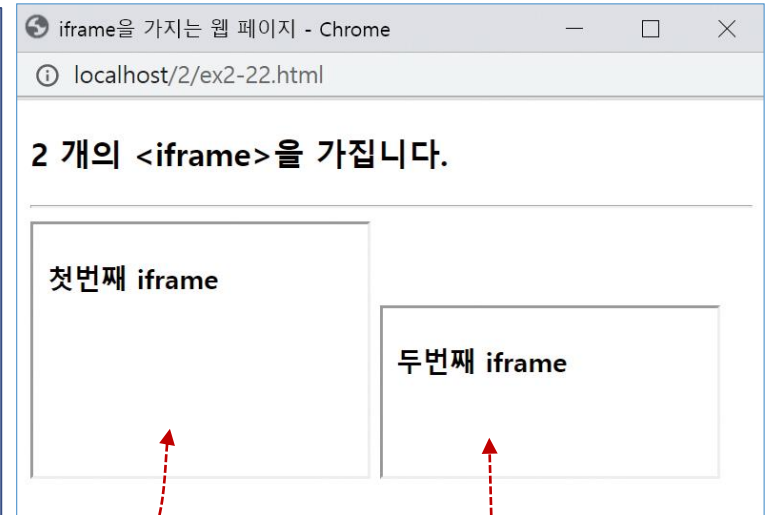 iframe을 가지는 웹 페이지 - Chrome
localhost/2/ex2-22.html
2 개의 <iframe>을 가집니다.
첫번째 iframe
두번째 iframe